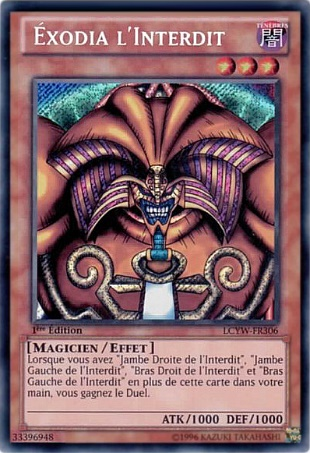 Éxodia l'Interdit
TÉNÈBRES
闇
1ère Édition
LCYW-FR306
[Magicien / Effet]
Lorsque vous avez "Jambe Droite de l'Interdit", "Jambe
Gauche de l'Interdit", "Bras Droit de l'Interdit" et "Bras
Gauche de l'Interdit" en plus de cette carte dans votre
main, vous gagnez le Duel.
ATK/1000 DEF/1000
33396948
©1996 KAZUKI TAKAHASHI